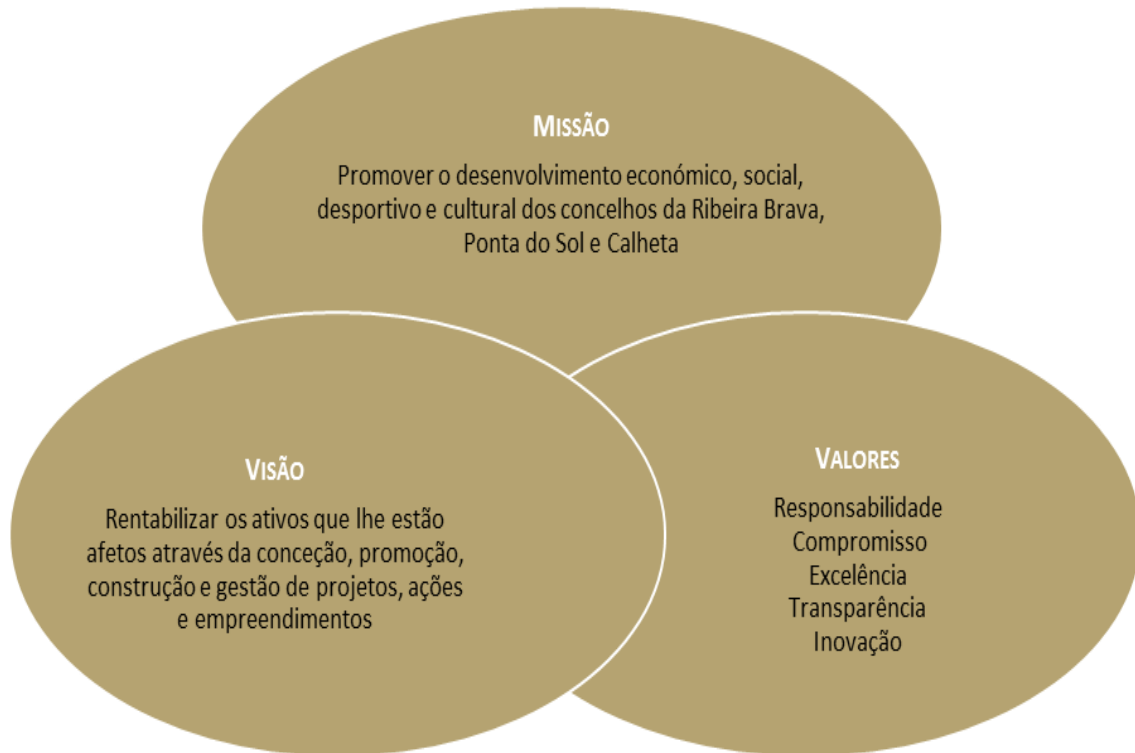 MISSÃO
Promover o desenvolvimento económico, social,
desportivo e cultural dos concelhos da Ribeira Brava,
Ponta do Sol e Calheta
VISÃO
Rentabilizar os ativos que lhe estão
afetos através da conceção, promoção,
construção e gestão de projetos, ações
e empreendimentos
VALORES
Responsabilidade
Compromisso
Excelência
Transparência
Inovação